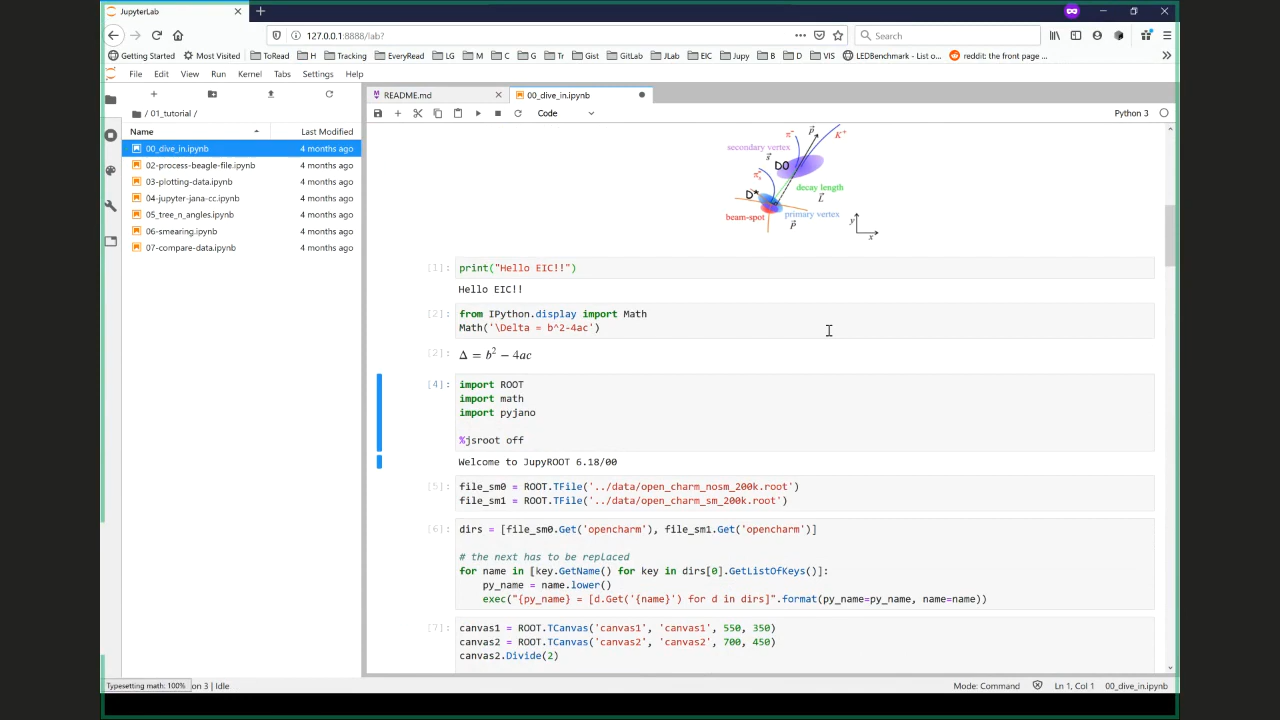 JupyterLab
127.0.0.1:8888/lab?
Search
Getting Started
Most Visited
ToRead
H
Tracking
EveryRead
LG
M
C
G
Tr
Gist
GitLab
JLab
EIC
Jupy
B
D
VIS
LEDBenchmark - List o...
reddit: the front page ...
File
Edit
View
Run
Kernel
Tabs
Settings
Help
README.md
00_dive_in.ipynb
/ 01_tutorial /
Code
Python 3
Name
Last Modified
00_dive_in.ipynb
4 months ago
02-process-beagle-file.ipynb
4 months ago
03-plotting-data.ipynb
4 months ago
04-jupyter-jana-cc.ipynb
4 months ago
05_tree_n_angles.ipynb
4 months ago
06-smearing.ipynb
4 months ago
07-compare-data.ipynb
4 months ago
K⁺
secondary vertex
D0
decay length
L
D*
primary vertex
beam-spot
y
x
[1]:
print("Hello EIC!!")
Hello EIC!!
[2]:
from IPython.display import Math
Math('\Delta = b^2-4ac')
[2]:
Δ = b² − 4ac
[4]:
import ROOT
import math
import pyjano
%jsroot off
Welcome to JupyROOT 6.18/00
[5]:
file_sm0 = ROOT.TFile('../data/open_charm_nosm_200k.root')
file_sm1 = ROOT.TFile('../data/open_charm_sm_200k.root')
[6]:
dirs = [file_sm0.Get('opencharm'), file_sm1.Get('opencharm')]
# the next has to be replaced
for name in [key.GetName() for key in dirs[0].GetListOfKeys()]:
py_name = name.lower()
exec("{py_name} = [d.Get('{name}') for d in dirs]".format(py_name=py_name, name=name))
[7]:
canvas1 = ROOT.TCanvas('canvas1', 'canvas1', 550, 350)
canvas2 = ROOT.TCanvas('canvas2', 'canvas2', 700, 450)
canvas2.Divide(2)
Typesetting math: 100%
on 3 | Idle
Mode: Command
Ln 1, Col 1
00_dive_in.ipynb